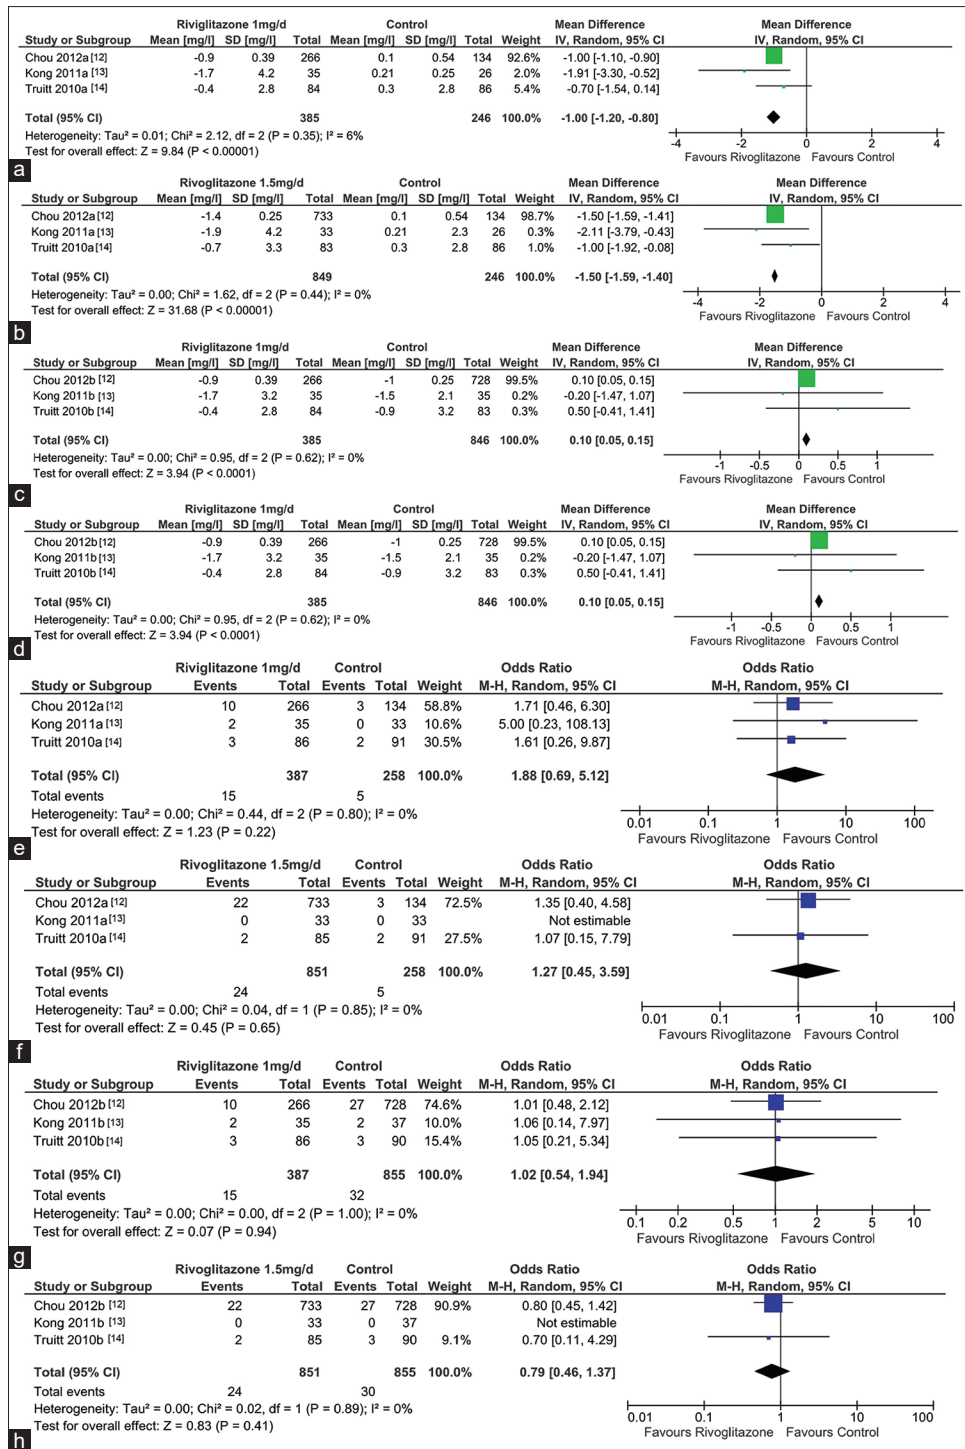 Riviglitazone 1mg/d Control Mean Difference Mean Difference
Study or Subgroup Mean [mg/l] SD [mg/l] Total Mean [mg/l] SD [mg/l] Total Weight IV, Random, 95% CI IV, Random, 95% CI
Chou 2012a [12] -0.9 0.39 266 0.1 0.54 134 92.6% -1.00 [-1.10, -0.90]
Kong 2011a [13] -1.7 4.2 35 0.21 0.25 26 2.0% -1.91 [-3.30, -0.52]
Truitt 2010a [14] -0.4 2.8 84 0.3 2.8 86 5.4% -0.70 [-1.54, 0.14]
Total (95% CI) 385 246 100.0% -1.00 [-1.20, -0.80]
Heterogeneity: Tau² = 0.01; Chi² = 2.12, df = 2 (P = 0.35); I² = 6%
Test for overall effect: Z = 9.84 (P < 0.00001)
-4 -2 0 2 4
Favours Rivoglitazone Favours Control
a
Rivoglitazone 1.5mg/d Control Mean Difference Mean Difference
Study or Subgroup Mean [mg/l] SD [mg/l] Total Mean [mg/l] SD [mg/l] Total Weight IV, Random, 95% CI IV, Random, 95% CI
Chou 2012a [12] -1.4 0.25 733 0.1 0.54 134 98.7% -1.50 [-1.59, -1.41]
Kong 2011a [13] -1.9 4.2 33 0.21 2.3 26 0.3% -2.11 [-3.79, -0.43]
Truitt 2010a [14] -0.7 3.3 83 0.3 2.8 86 1.0% -1.00 [-1.92, -0.08]
Total (95% CI) 849 246 100.0% -1.50 [-1.59, -1.40]
Heterogeneity: Tau² = 0.00; Chi² = 1.62, df = 2 (P = 0.44); I² = 0%
Test for overall effect: Z = 31.68 (P < 0.00001)
-4 -2 0 2 4
Favours Rivoglitazone Favours Control
b
Riviglitazone 1mg/d Control Mean Difference Mean Difference
Study or Subgroup Mean [mg/l] SD [mg/l] Total Mean [mg/l] SD [mg/l] Total Weight IV, Random, 95% CI IV, Random, 95% CI
Chou 2012b [12] -0.9 0.39 266 -1 0.25 728 99.5% 0.10 [0.05, 0.15]
Kong 2011b [13] -1.7 3.2 35 -1.5 2.1 35 0.2% -0.20 [-1.47, 1.07]
Truitt 2010b [14] -0.4 2.8 84 -0.9 3.2 83 0.3% 0.50 [-0.41, 1.41]
Total (95% CI) 385 846 100.0% 0.10 [0.05, 0.15]
Heterogeneity: Tau² = 0.00; Chi² = 0.95, df = 2 (P = 0.62); I² = 0%
Test for overall effect: Z = 3.94 (P < 0.0001)
-1 -0.5 0 0.5 1
Favours Rivoglitazone Favours Control
c
Riviglitazone 1mg/d Control Mean Difference Mean Difference
Study or Subgroup Mean [mg/l] SD [mg/l] Total Mean [mg/l] SD [mg/l] Total Weight IV, Random, 95% CI IV, Random, 95% CI
Chou 2012b [12] -0.9 0.39 266 -1 0.25 728 99.5% 0.10 [0.05, 0.15]
Kong 2011b [13] -1.7 3.2 35 -1.5 2.1 35 0.2% -0.20 [-1.47, 1.07]
Truitt 2010b [14] -0.4 2.8 84 -0.9 3.2 83 0.3% 0.50 [-0.41, 1.41]
Total (95% CI) 385 846 100.0% 0.10 [0.05, 0.15]
Heterogeneity: Tau² = 0.00; Chi² = 0.95, df = 2 (P = 0.62); I² = 0%
Test for overall effect: Z = 3.94 (P < 0.0001)
-1 -0.5 0 0.5 1
Favours Rivoglitazone Favours Control
d
Riviglitazone 1mg/d Control Odds Ratio Odds Ratio
Study or Subgroup Events Total Events Total Weight M-H, Random, 95% CI M-H, Random, 95% CI
Chou 2012a [12] 10 266 3 134 58.8% 1.71 [0.46, 6.30]
Kong 2011a [13] 2 35 0 33 10.6% 5.00 [0.23, 108.13]
Truitt 2010a [14] 3 86 2 91 30.5% 1.61 [0.26, 9.87]
Total (95% CI) 387 258 100.0% 1.88 [0.69, 5.12]
Total events 15 5
Heterogeneity: Tau² = 0.00; Chi² = 0.44, df = 2 (P = 0.80); I² = 0%
Test for overall effect: Z = 1.23 (P = 0.22)
0.01 0.1 1 10 100
Favours Rivoglitazone Favours Control
e
Rivoglitazone 1.5mg/d Control Odds Ratio Odds Ratio
Study or Subgroup Events Total Events Total Weight M-H, Random, 95% CI M-H, Random, 95% CI
Chou 2012a [12] 22 733 3 134 72.5% 1.35 [0.40, 4.58]
Kong 2011a [13] 0 33 0 33 Not estimable
Truitt 2010a [14] 2 85 2 91 27.5% 1.07 [0.15, 7.79]
Total (95% CI) 851 258 100.0% 1.27 [0.45, 3.59]
Total events 24 5
Heterogeneity: Tau² = 0.00; Chi² = 0.04, df = 1 (P = 0.85); I² = 0%
Test for overall effect: Z = 0.45 (P = 0.65)
0.01 0.1 1 10 100
Favours Rivoglitazone Favours Control
f
Riviglitazone 1mg/d Control Odds Ratio Odds Ratio
Study or Subgroup Events Total Events Total Weight M-H, Random, 95% CI M-H, Random, 95% CI
Chou 2012b [12] 10 266 27 728 74.6% 1.01 [0.48, 2.12]
Kong 2011b [13] 2 35 2 37 10.0% 1.06 [0.14, 7.97]
Truitt 2010b [14] 3 86 3 90 15.4% 1.05 [0.21, 5.34]
Total (95% CI) 387 855 100.0% 1.02 [0.54, 1.94]
Total events 15 32
Heterogeneity: Tau² = 0.00; Chi² = 0.00, df = 2 (P = 1.00); I² = 0%
Test for overall effect: Z = 0.07 (P = 0.94)
0.1 0.2 0.5 1 2 5 10
Favours Rivoglitazone Favours Control
g
Rivoglitazone 1.5mg/d Control Odds Ratio Odds Ratio
Study or Subgroup Events Total Events Total Weight M-H, Random, 95% CI M-H, Random, 95% CI
Chou 2012b [12] 22 733 27 728 90.9% 0.80 [0.45, 1.42]
Kong 2011b [13] 0 33 0 37 Not estimable
Truitt 2010b [14] 2 85 3 90 9.1% 0.70 [0.11, 4.29]
Total (95% CI) 851 855 100.0% 0.79 [0.46, 1.37]
Total events 24 30
Heterogeneity: Tau² = 0.00; Chi² = 0.02, df = 1 (P = 0.89); I² = 0%
Test for overall effect: Z = 0.83 (P = 0.41)
0.01 0.1 1 10 100
Favours Rivoglitazone Favours Control
h